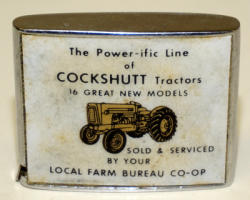 The Power-ific Line
of
COCKSHUTT Tractors
16 GREAT NEW MODELS
SOLD & SERVICED
BY YOUR
LOCAL FARM BUREAU CO-OP